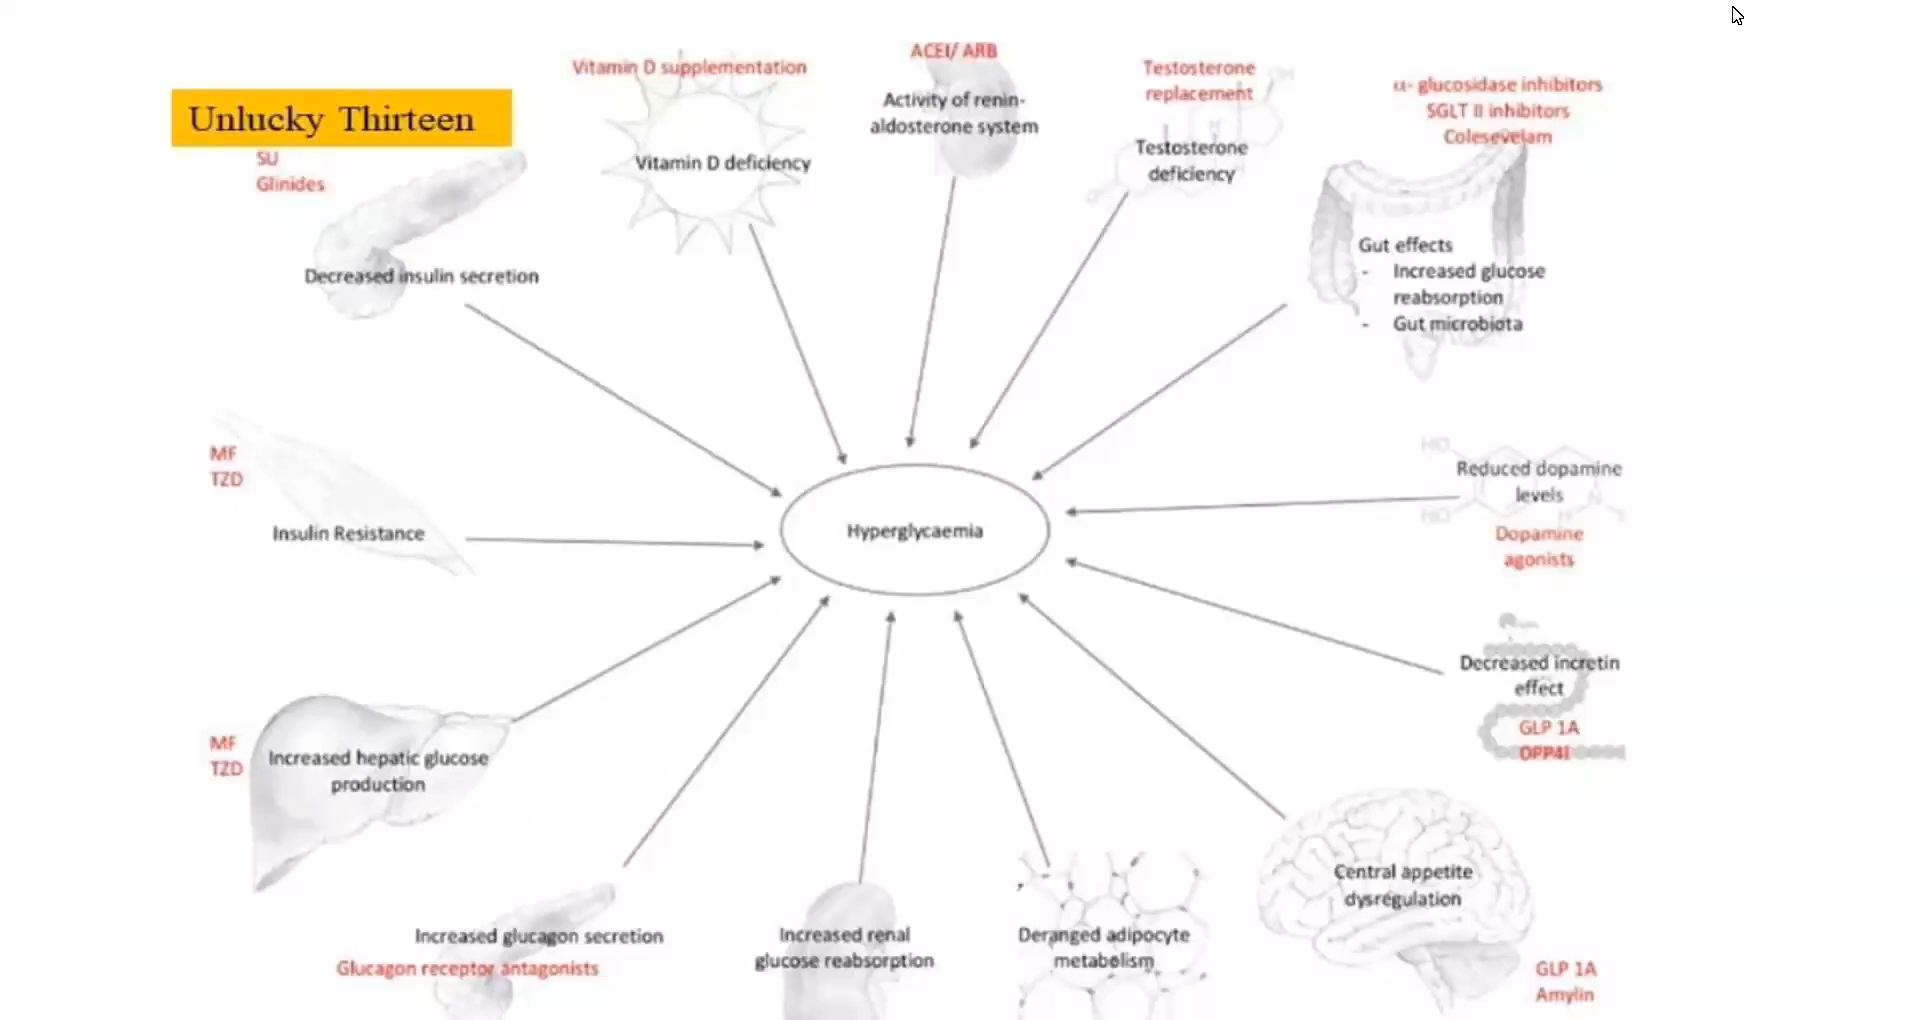 Unlucky Thirteen
SU
Glinides
Decreased insulin secretion
Vitamin D supplementation
Vitamin D deficiency
ACEI/ ARB
Activity of renin-
aldosterone system
Testosterone
replacement
Testosterone
deficiency
OH
α- glucosidase inhibitors
SGLT II inhibitors
Colesevelam
Gut effects
- Increased glucose
reabsorption
- Gut microbiota
MF
TZD
Insulin Resistance
Hyperglycaemia
HO
Reduced dopamine
levels
N
HO
H
Dopamine
agonists
Decreased incretin
effect
GLP 1A
DPP4I
MF
TZD
Increased hepatic glucose
production
Increased glucagon secretion
Glucagon receptor antagonists
Increased renal
glucose reabsorption
Deranged adipocyte
metabolism
Central appetite
dysregulation
GLP 1A
Amylin